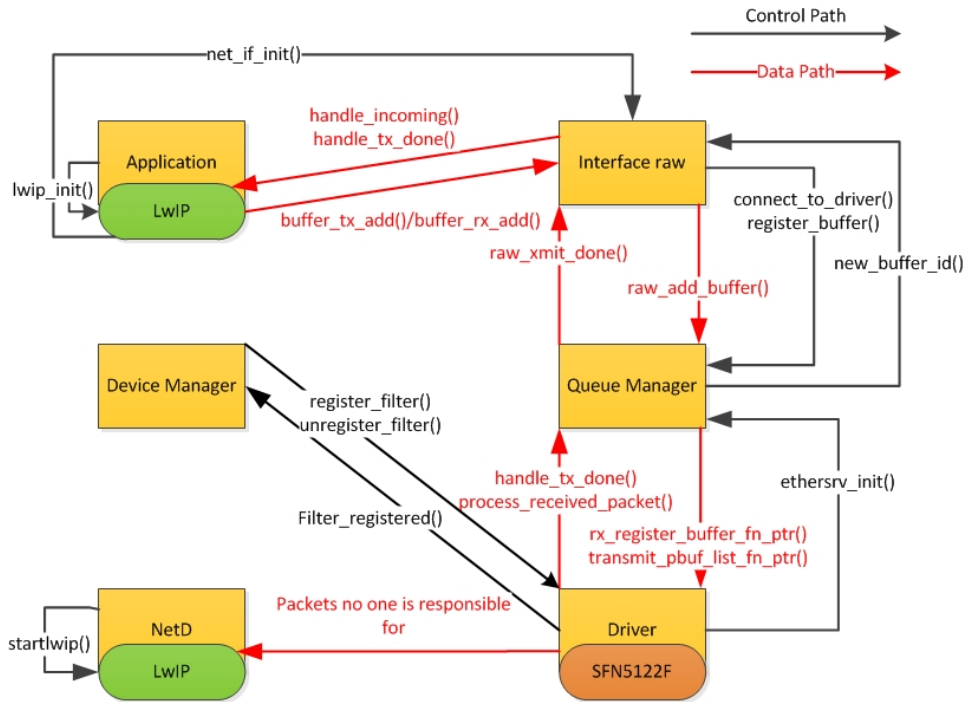 Control Path
net_if_init()
Data Path
handle_incoming()
handle_tx_done()
Application
Interface raw
lwip_init()
LwIP
connect_to_driver()
register_buffer()
buffer_tx_add()/buffer_rx_add()
raw_xmit_done()
new_buffer_id()
raw_add_buffer()
Device Manager
Queue Manager
register_filter()
unregister_filter()
handle_tx_done()
process_received_packet()
ethersrv_init()
Filter_registered()
rx_register_buffer_fn_ptr()
transmit_pbuf_list_fn_ptr()
Packets no one is responsible
for
NetD
Driver
startlwip()
LwIP
SFN5122F